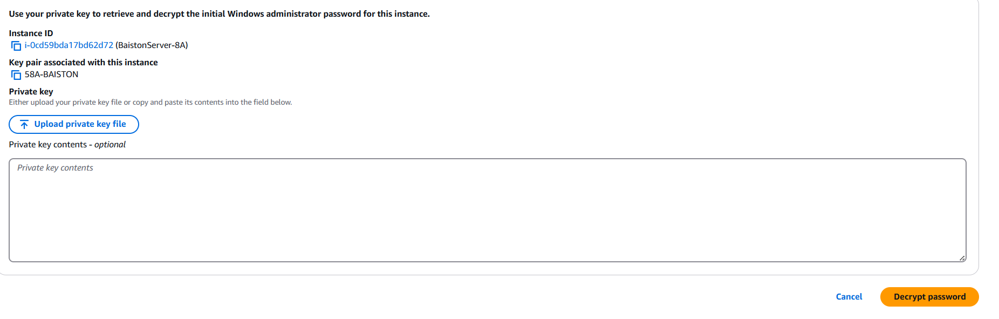 Use your private key to retrieve and decrypt the initial Windows administrator password for this instance.
Instance ID
i-0cd59bda17bd62d72 (BaistonServer-8A)
Key pair associated with this instance
58A-BAISTON
Private key
Either upload your private key file or copy and paste its contents into the field below.
Upload private key file
Private key contents - optional
Private key contents
Cancel
Decrypt password